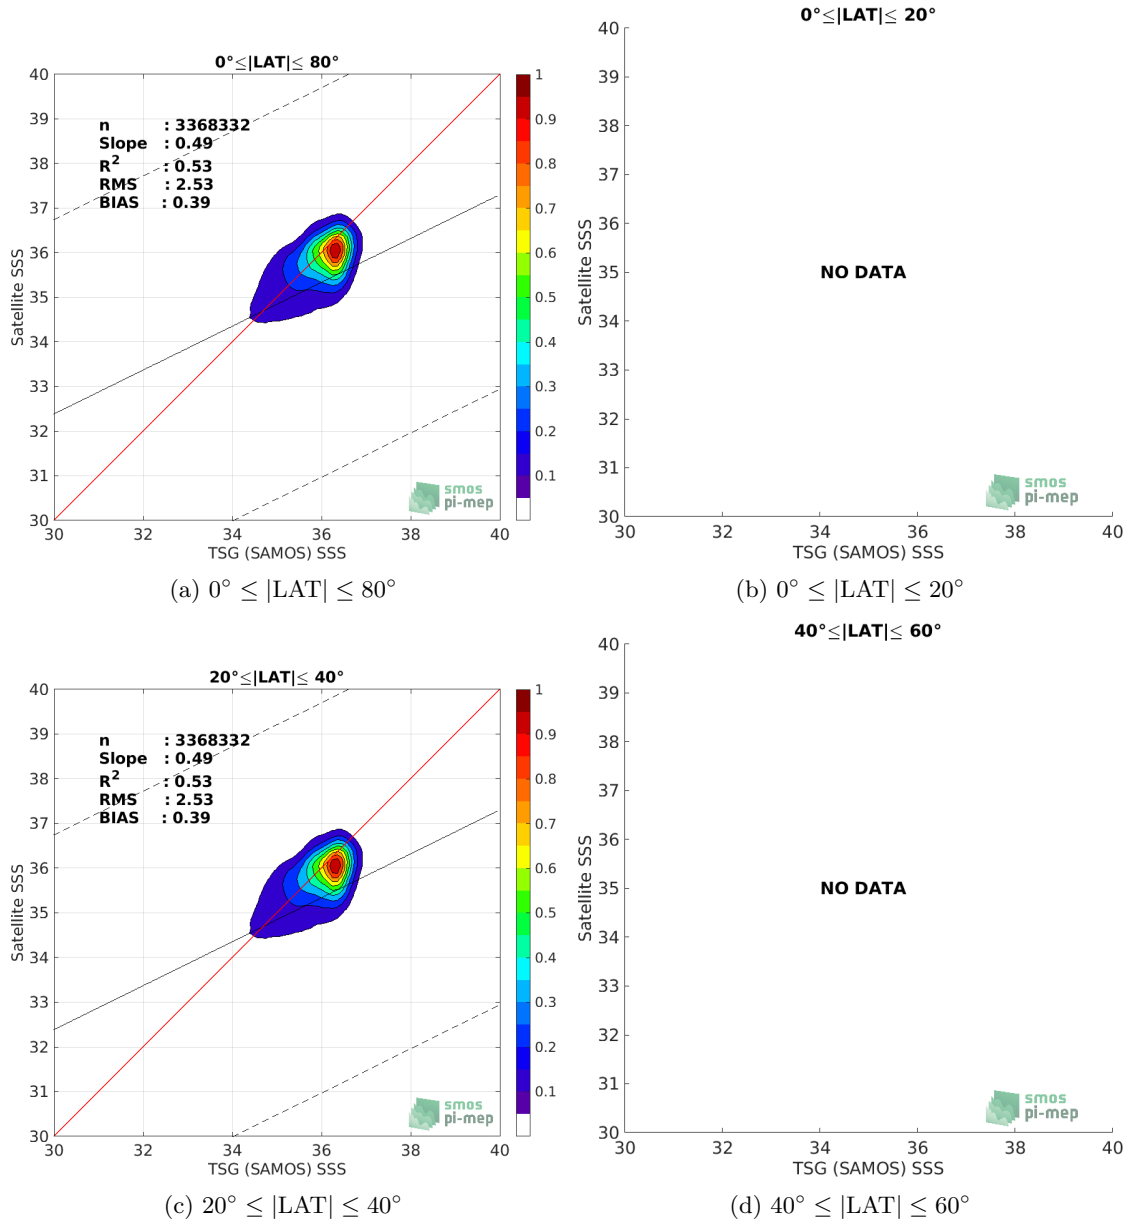 0°≤|LAT|≤ 80°
40
39
38
37
36
35
34
33
32
31
30
Satellite SSS
n : 3368332
Slope : 0.49
R² : 0.53
RMS : 2.53
BIAS : 0.39
1
0.9
0.8
0.7
0.6
0.5
0.4
0.3
0.2
0.1
smos
pi-mep
30 32 34 36 38 40
TSG (SAMOS) SSS
(a) 0° ≤ |LAT| ≤ 80°
0°≤|LAT|≤ 20°
40
39
38
37
36
35
34
33
32
31
30
Satellite SSS
NO DATA
smos
pi-mep
30 32 34 36 38 40
TSG (SAMOS) SSS
(b) 0° ≤ |LAT| ≤ 20°
20°≤|LAT|≤ 40°
40
39
38
37
36
35
34
33
32
31
30
Satellite SSS
n : 3368332
Slope : 0.49
R² : 0.53
RMS : 2.53
BIAS : 0.39
1
0.9
0.8
0.7
0.6
0.5
0.4
0.3
0.2
0.1
smos
pi-mep
30 32 34 36 38 40
TSG (SAMOS) SSS
(c) 20° ≤ |LAT| ≤ 40°
40°≤|LAT|≤ 60°
40
39
38
37
36
35
34
33
32
31
30
Satellite SSS
NO DATA
smos
pi-mep
30 32 34 36 38 40
TSG (SAMOS) SSS
(d) 40° ≤ |LAT| ≤ 60°